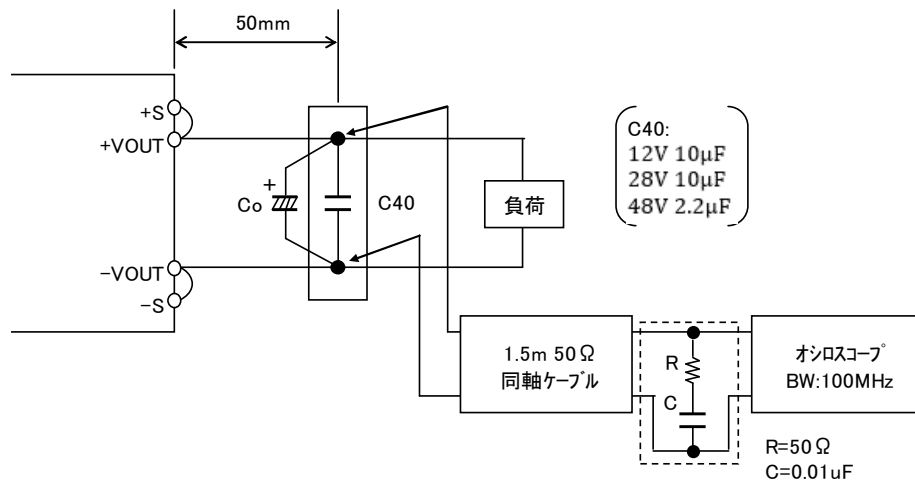 50mm
+S
+VOUT
+
Co
C40
負荷
C40:
12V 10μF
28V 10μF
48V 2.2μF
-VOUT
-S
1.5m 50Ω
同軸ケーブル
R
C
オシロスコープ
BW:100MHz
R=50Ω
C=0.01uF